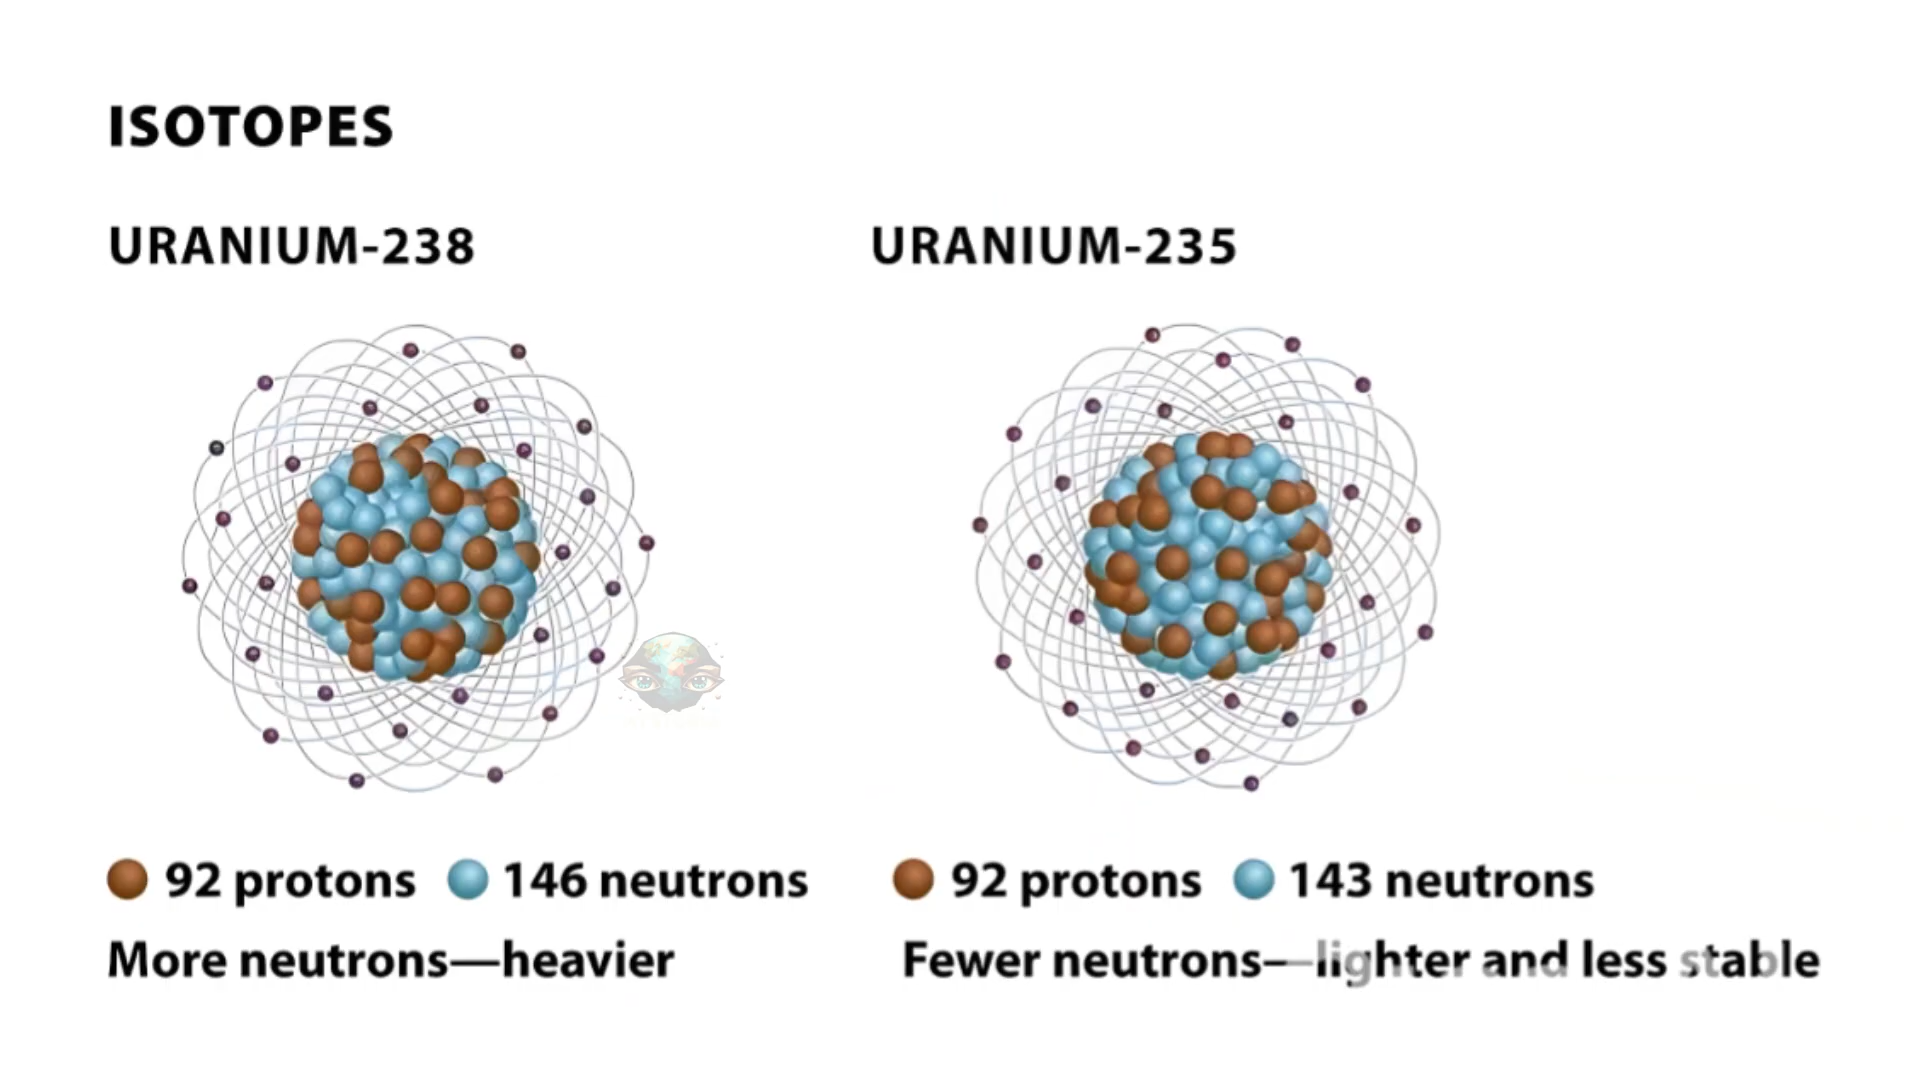 ISOTOPES
URANIUM-238
URANIUM-235
92 protons
146 neutrons
92 protons
143 neutrons
More neutrons—heavier
Fewer neutrons—lighter and less stable